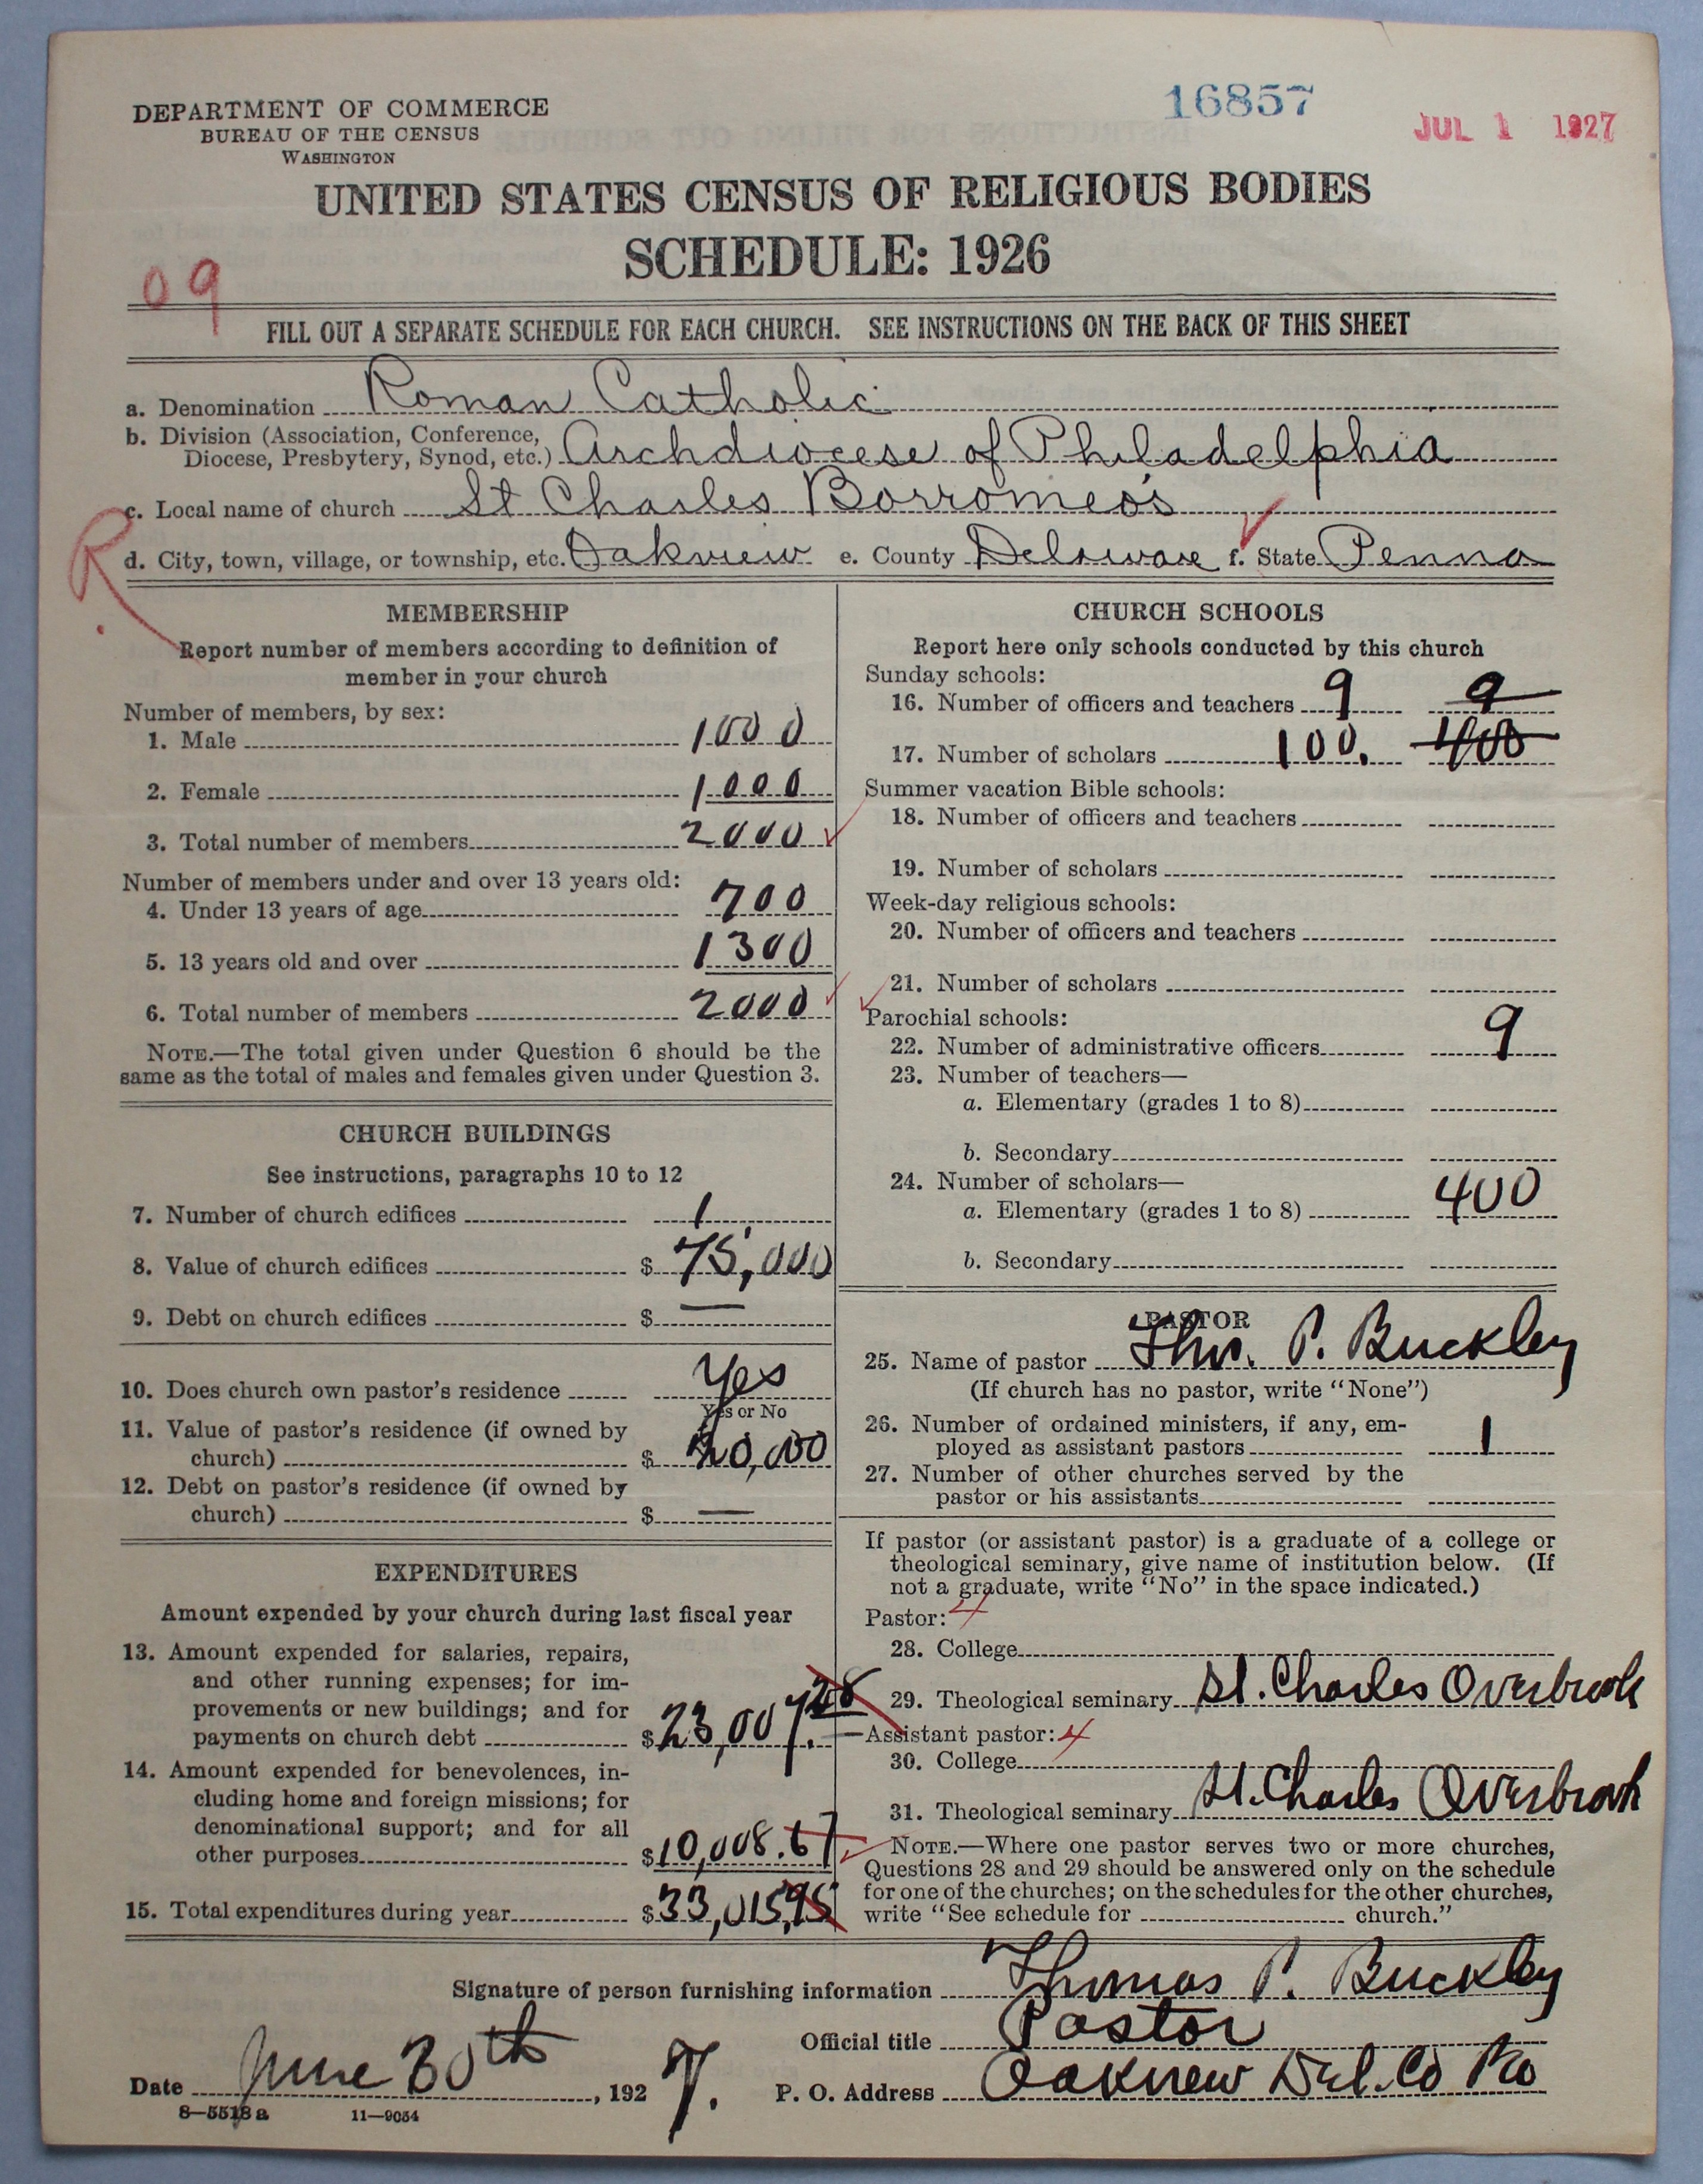 DEPARTMENT OF COMMERCE
BUREAU OF THE CENSUS
WASHINGTON
16857
JUL 1 1927
UNITED STATES CENSUS OF RELIGIOUS BODIES
SCHEDULE: 1926
09
FILL OUT A SEPARATE SCHEDULE FOR EACH CHURCH. SEE INSTRUCTIONS ON THE BACK OF THIS SHEET
a. Denomination Roman Catholic
b. Division (Association, Conference,
Diocese, Presbytery, Synod, etc.) Archdiocese of Philadelphia
c. Local name of church St Charles Borromeo's
R
d. City, town, village, or township, etc. Oakview e. County Delaware f. State Penna
MEMBERSHIP
Report number of members according to definition of
member in your church
Number of members, by sex:
1. Male 1000
2. Female 1000
3. Total number of members 2000
Number of members under and over 13 years old:
4. Under 13 years of age 700
5. 13 years old and over 1300
6. Total number of members 2000
NOTE.—The total given under Question 6 should be the
same as the total of males and females given under Question 3.
CHURCH BUILDINGS
See instructions, paragraphs 10 to 12
7. Number of church edifices 1
8. Value of church edifices $ 75,000
9. Debt on church edifices $ —
10. Does church own pastor's residence Yes
Yes or No
11. Value of pastor's residence (if owned by
church) $ 20,000
12. Debt on pastor's residence (if owned by
church) $ —
EXPENDITURES
Amount expended by your church during last fiscal year
13. Amount expended for salaries, repairs,
and other running expenses; for im-
provements or new buildings; and for
payments on church debt $ 23,007.28
14. Amount expended for benevolences, in-
cluding home and foreign missions; for
denominational support; and for all
other purposes $ 10,008.67
15. Total expenditures during year $ 33,015,95
CHURCH SCHOOLS
Report here only schools conducted by this church
Sunday schools:
16. Number of officers and teachers 9 9
17. Number of scholars 100. 400
Summer vacation Bible schools:
18. Number of officers and teachers
19. Number of scholars
Week-day religious schools:
20. Number of officers and teachers
21. Number of scholars
Parochial schools:
22. Number of administrative officers 9
23. Number of teachers—
a. Elementary (grades 1 to 8)
b. Secondary
24. Number of scholars—
a. Elementary (grades 1 to 8) 400
b. Secondary
PASTOR
25. Name of pastor Thos. P. Buckley
(If church has no pastor, write "None")
26. Number of ordained ministers, if any, em-
ployed as assistant pastors 1
27. Number of other churches served by the
pastor or his assistants
If pastor (or assistant pastor) is a graduate of a college or
theological seminary, give name of institution below. (If
not a graduate, write "No" in the space indicated.)
Pastor: 4
28. College
29. Theological seminary St. Charles Overbrook
Assistant pastor: 4
30. College
31. Theological seminary St. Charles Overbrook
NOTE.—Where one pastor serves two or more churches,
Questions 28 and 29 should be answered only on the schedule
for one of the churches; on the schedules for the other churches,
write "See schedule for church."
Signature of person furnishing information Thomas P. Buckley
Official title Pastor
Date June 30th, 1927. P. O. Address Oakview Del. Co Pa
8—5518 a 11—9054